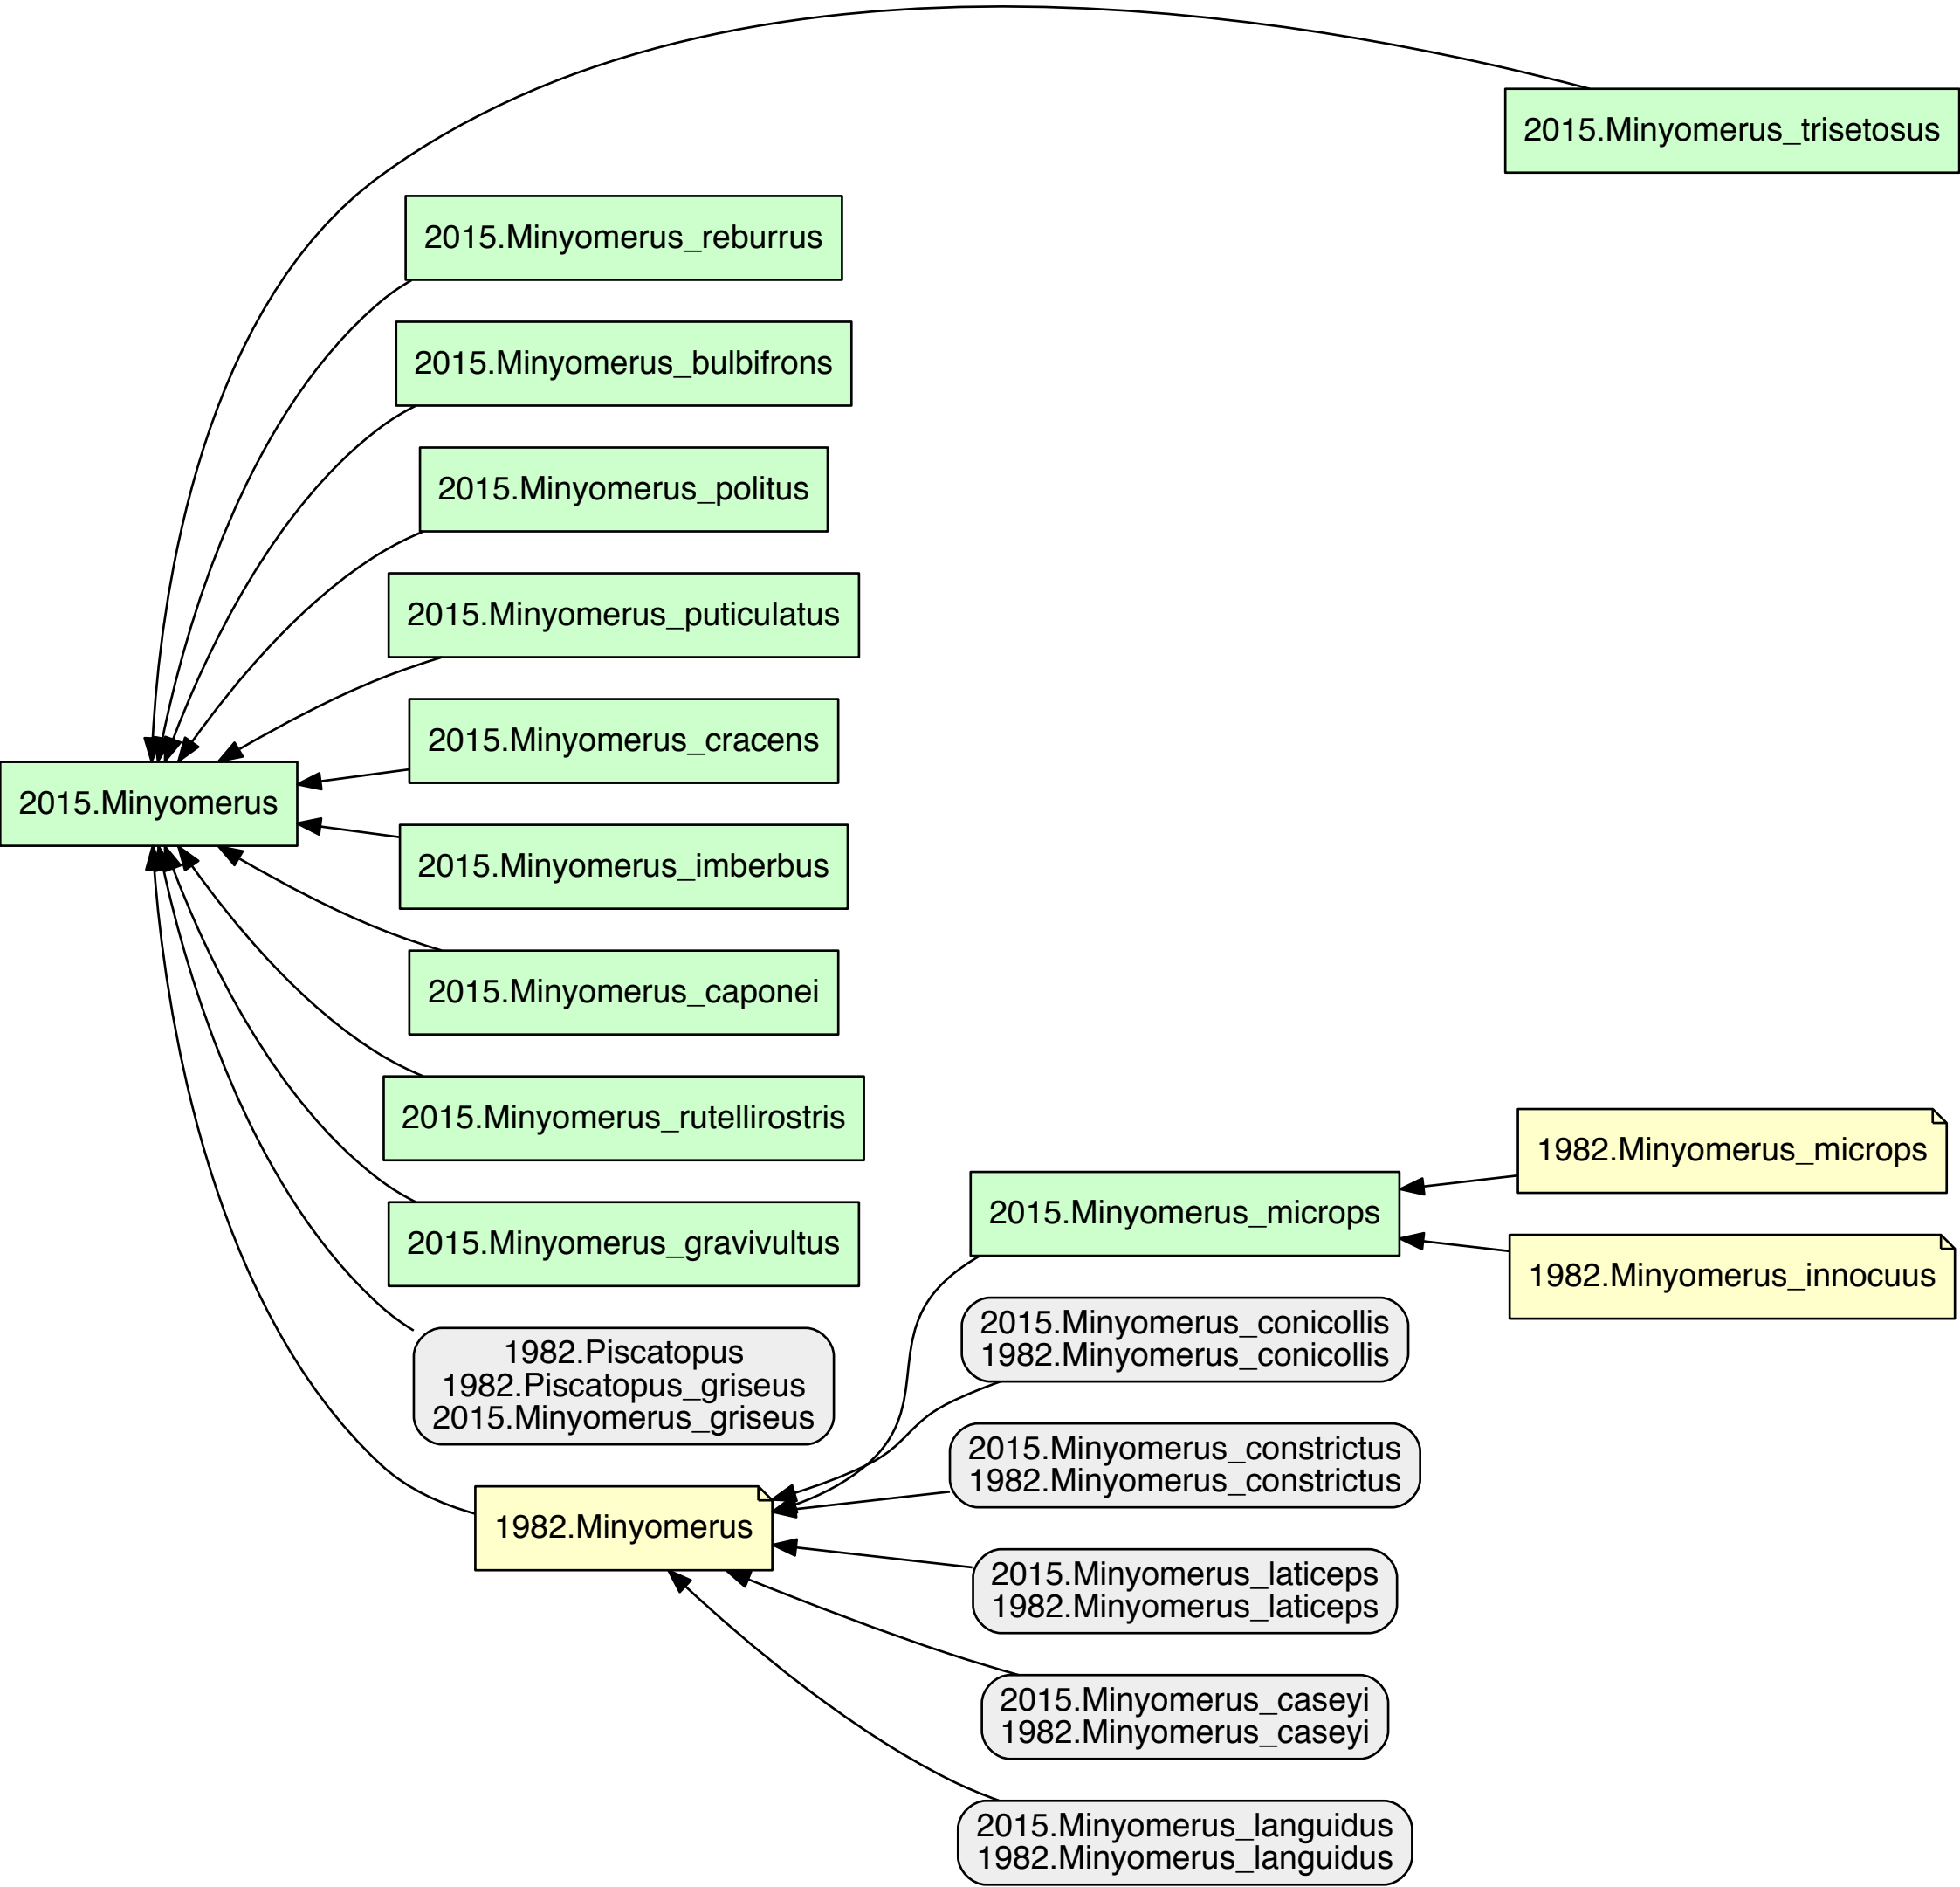 2015.Minyomerus_trisetosus
2015.Minyomerus_reburrus
2015.Minyomerus_bulbifrons
2015.Minyomerus_politus
2015.Minyomerus_puticulatus
2015.Minyomerus_cracens
2015.Minyomerus
2015.Minyomerus_imberbus
2015.Minyomerus_caponei
2015.Minyomerus_rutellirostris
2015.Minyomerus_gravivultus
1982.Piscatopus
1982.Piscatopus_griseus
2015.Minyomerus_griseus
1982.Minyomerus
2015.Minyomerus_microps
2015.Minyomerus_conicollis
1982.Minyomerus_conicollis
2015.Minyomerus_constrictus
1982.Minyomerus_constrictus
2015.Minyomerus_laticeps
1982.Minyomerus_laticeps
2015.Minyomerus_caseyi
1982.Minyomerus_caseyi
2015.Minyomerus_languidus
1982.Minyomerus_languidus
1982.Minyomerus_microps
1982.Minyomerus_innocuus